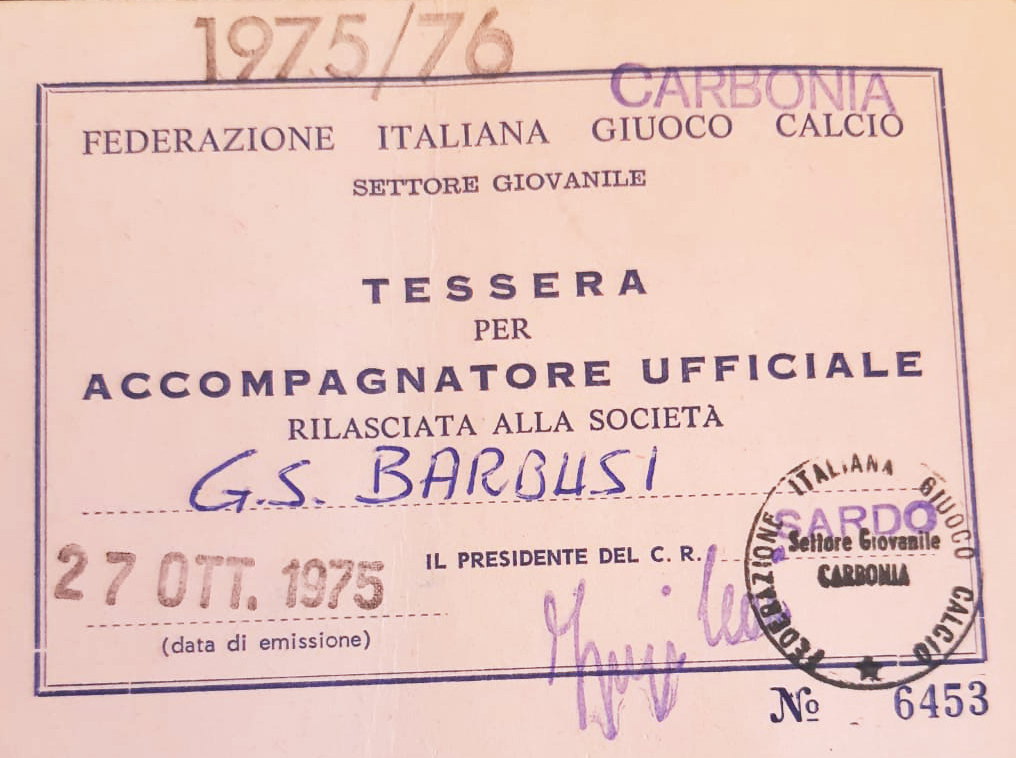 1975/76
CARBONIA
FEDERAZIONE ITALIANA GIUOCO CALCIO
SETTORE GIOVANILE
TESSERA
PER
ACCOMPAGNATORE UFFICIALE
RILASCIATA ALLA SOCIETÀ
G.S. BARBUSI
27 OTT. 1975
(data di emissione)
IL PRESIDENTE DEL C. R.
SARDO
FEDERAZIONE ITALIANA GIUOCO CALCIO
Settore Giovanile
CARBONIA
Nº 6453